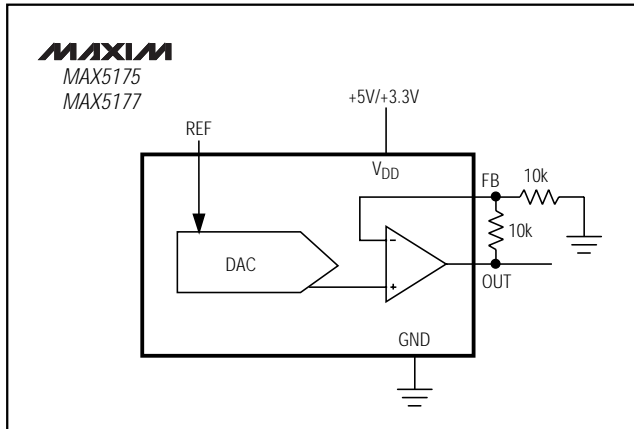 MAXIM
MAX5175
MAX5177
+5V/+3.3V
REF
VDD
FB
10k
10k
DAC
-
+
OUT
GND